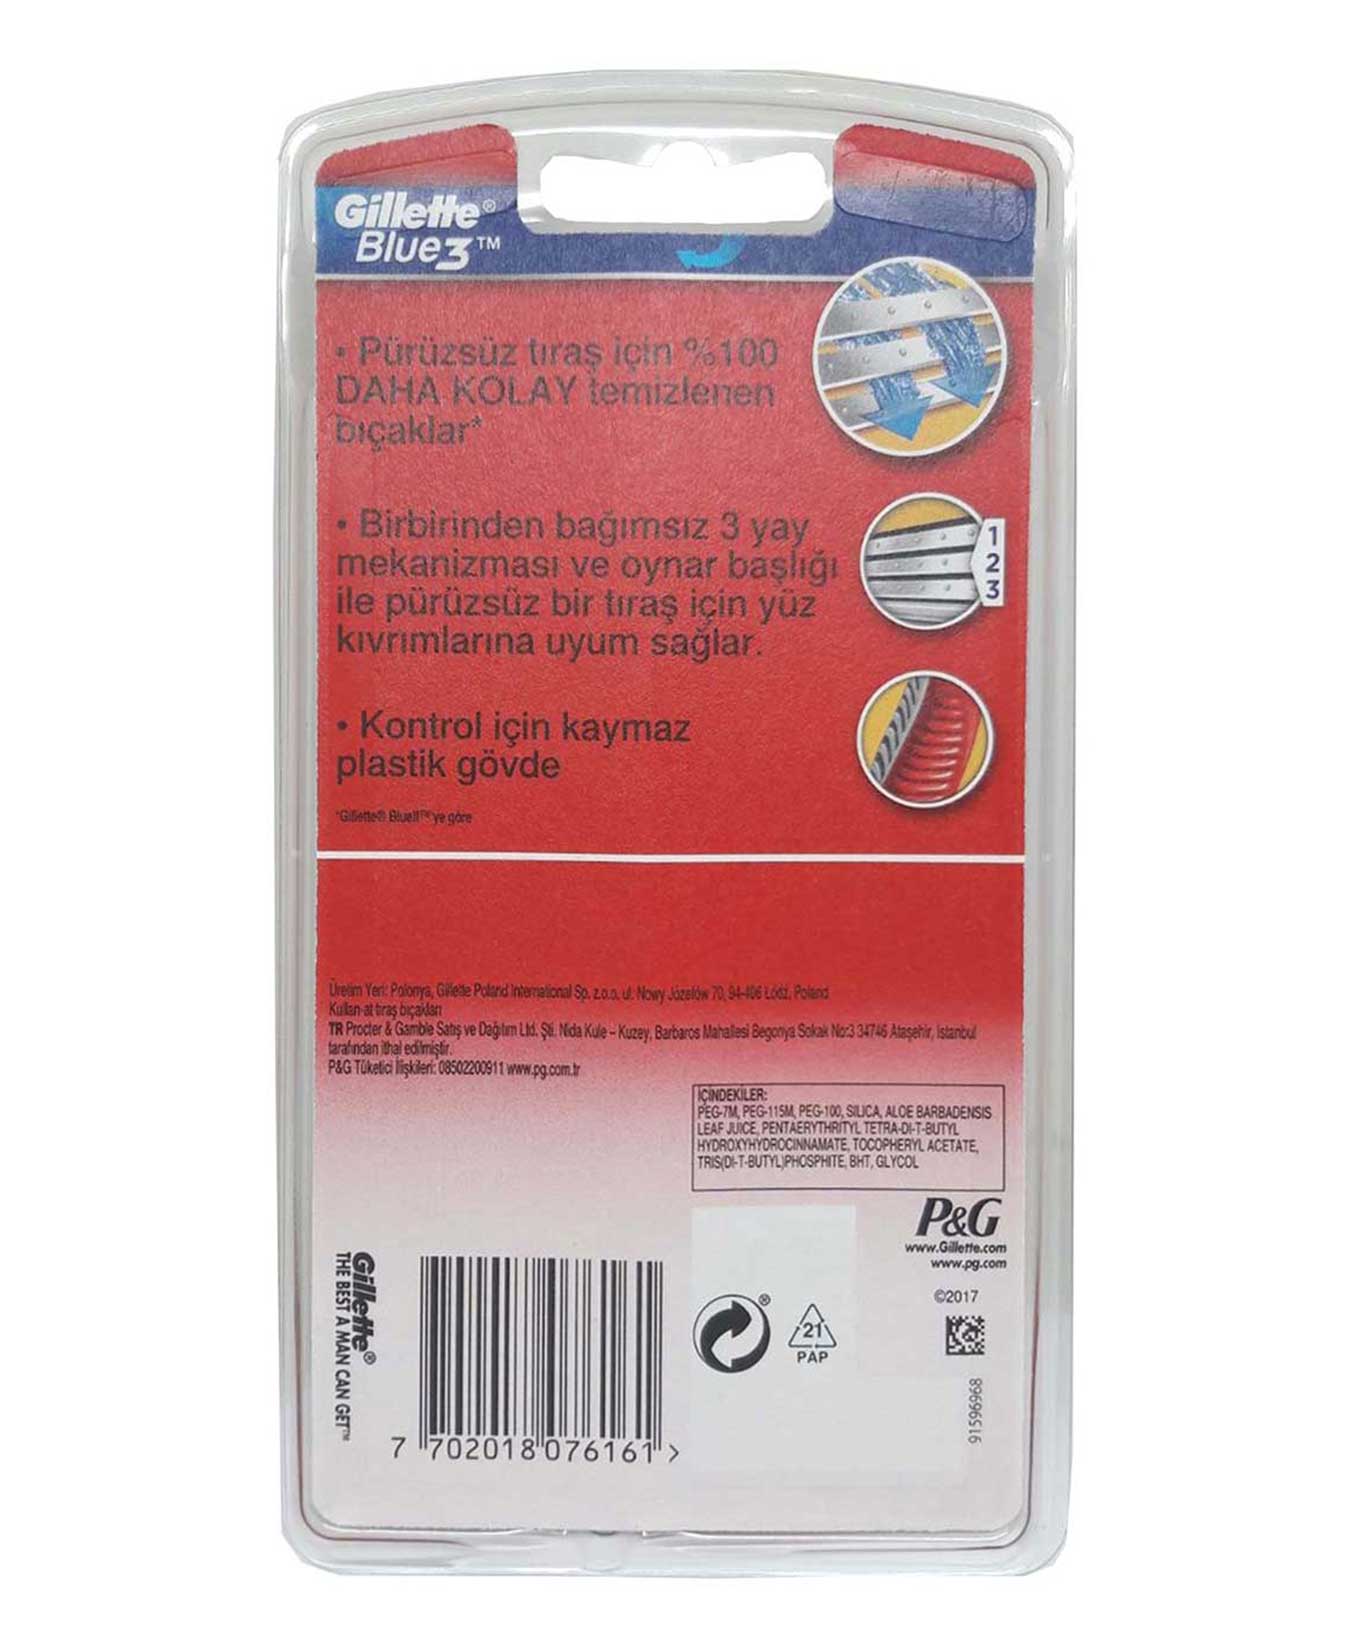 Gillette®
Blue3™
• Pürüzsüz tıraş için %100
DAHA KOLAY temizlenen
bıçaklar*
• Birbirinden bağımsız 3 yay
mekanizması ve oynar başlığı
ile pürüzsüz bir tıraş için yüz
kıvrımlarına uyum sağlar.
1
2
3
• Kontrol için kaymaz
plastik gövde
*Gillette® BlueII™'ye göre
Üretim Yeri: Polonya, Gillette Poland International Sp. z.o.o, ul. Nowy Józefów 70, 94-406 Łódź, Poland
Kullan-at tıraş bıçakları
TR Procter & Gamble Satış ve Dağıtım Ltd. Şti. Nida Kule – Kuzey, Barbaros Mahallesi Begonya Sokak No:3 34746 Ataşehir, İstanbul
tarafından ithal edilmiştir.
P&G Tüketici İlişkileri: 08502200911 www.pg.com.tr
İÇİNDEKİLER:
PEG-7M, PEG-115M, PEG-100, SILICA, ALOE BARBADENSIS
LEAF JUICE, PENTAERYTHRITYL TETRA-DI-T-BUTYL
HYDROXYHYDROCINNAMATE, TOCOPHERYL ACETATE,
TRIS(DI-T-BUTYL)PHOSPHITE, BHT, GLYCOL
P&G
www.Gillette.com
www.pg.com
©2017
91596968
21
PAP
Gillette®
THE BEST A MAN CAN GET™
7 702018 076161 >